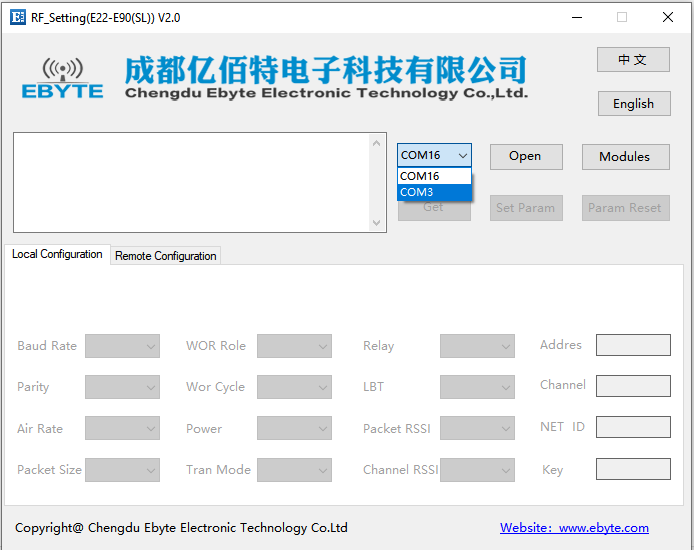 RF_Setting(E22-E90(SL)) V2.0
EBYTE
成都亿佰特电子科技有限公司
Chengdu Ebyte Electronic Technology Co.,Ltd.
中 文
English
COM16
Open
Modules
COM16
COM3
Get
Set Param
Param Reset
Local Configuration
Remote Configuration
Baud Rate
WOR Role
Relay
Addres
Parity
Wor Cycle
LBT
Channel
Air Rate
Power
Packet RSSI
NET ID
Packet Size
Tran Mode
Channel RSSI
Key
Copyright@ Chengdu Ebyte Electronic Technology Co.Ltd
Website: www.ebyte.com